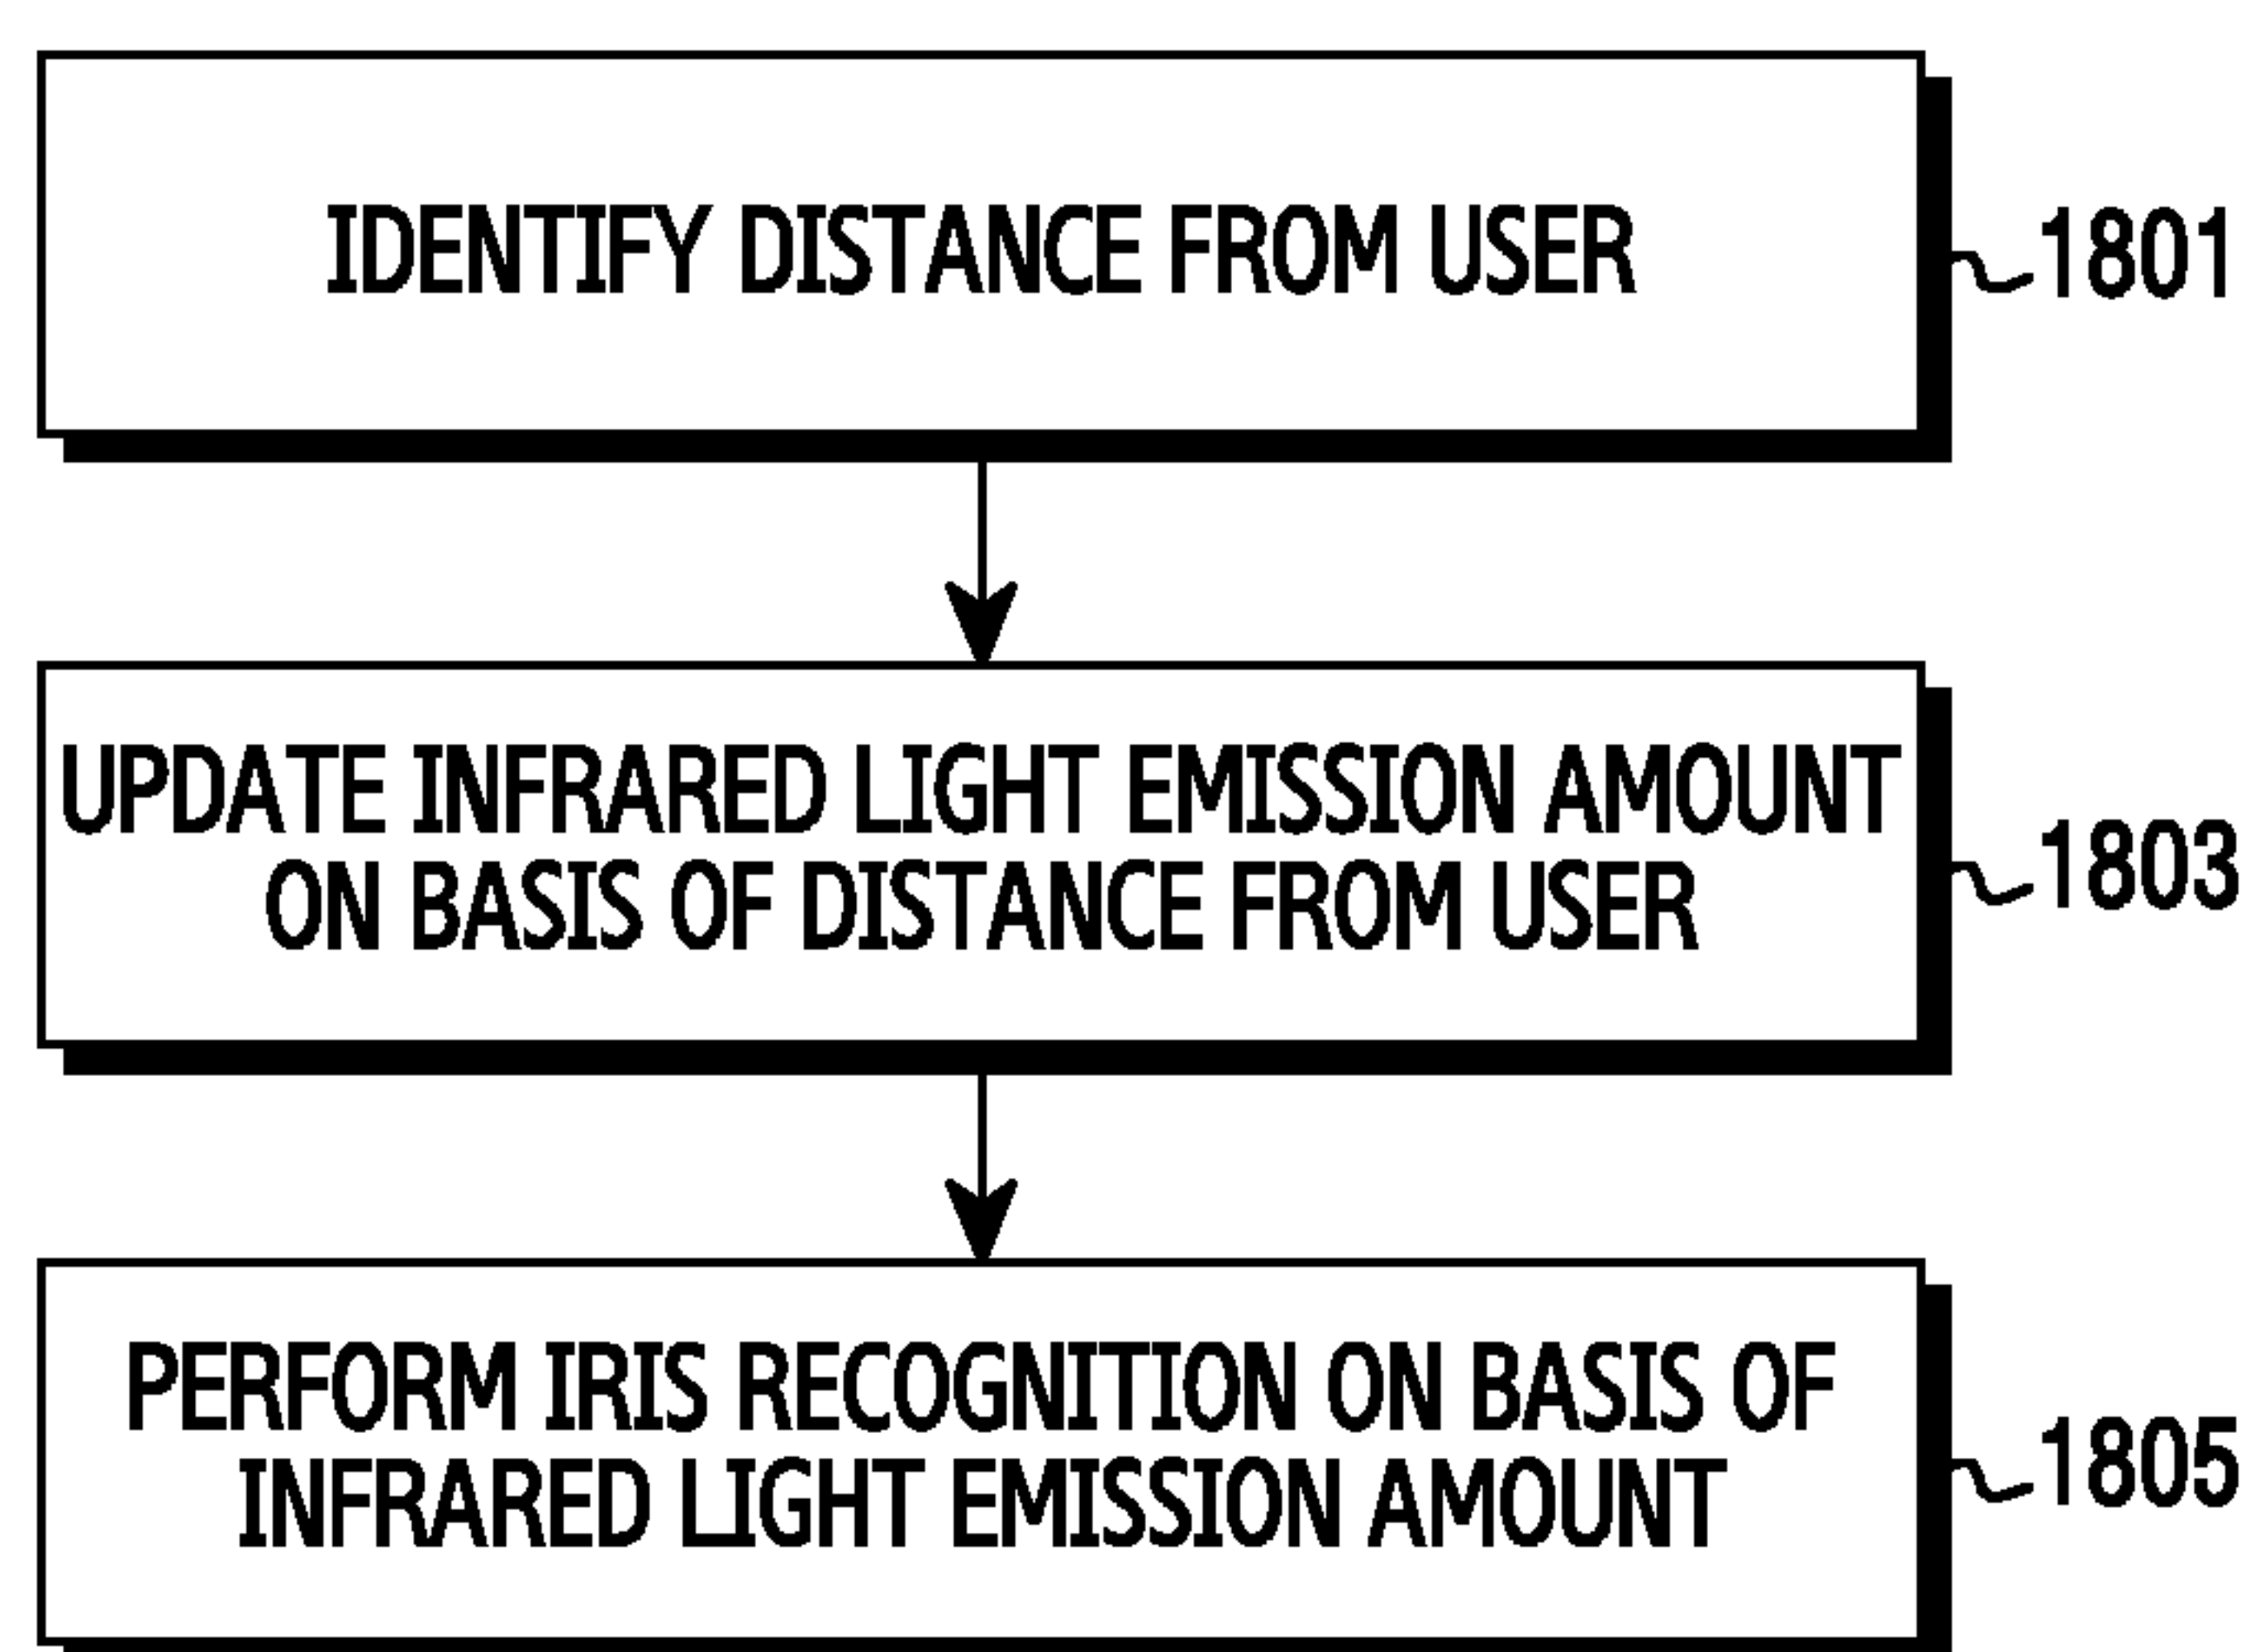 IDENTIFY DISTANCE FROM USER
1801
UPDATE INFRARED LIGHT EMISSION AMOUNT
ON BASIS OF DISTANCE FROM USER
1803
PERFORM IRIS RECOGNITION ON BASIS OF
INFRARED LIGHT EMISSION AMOUNT
1805